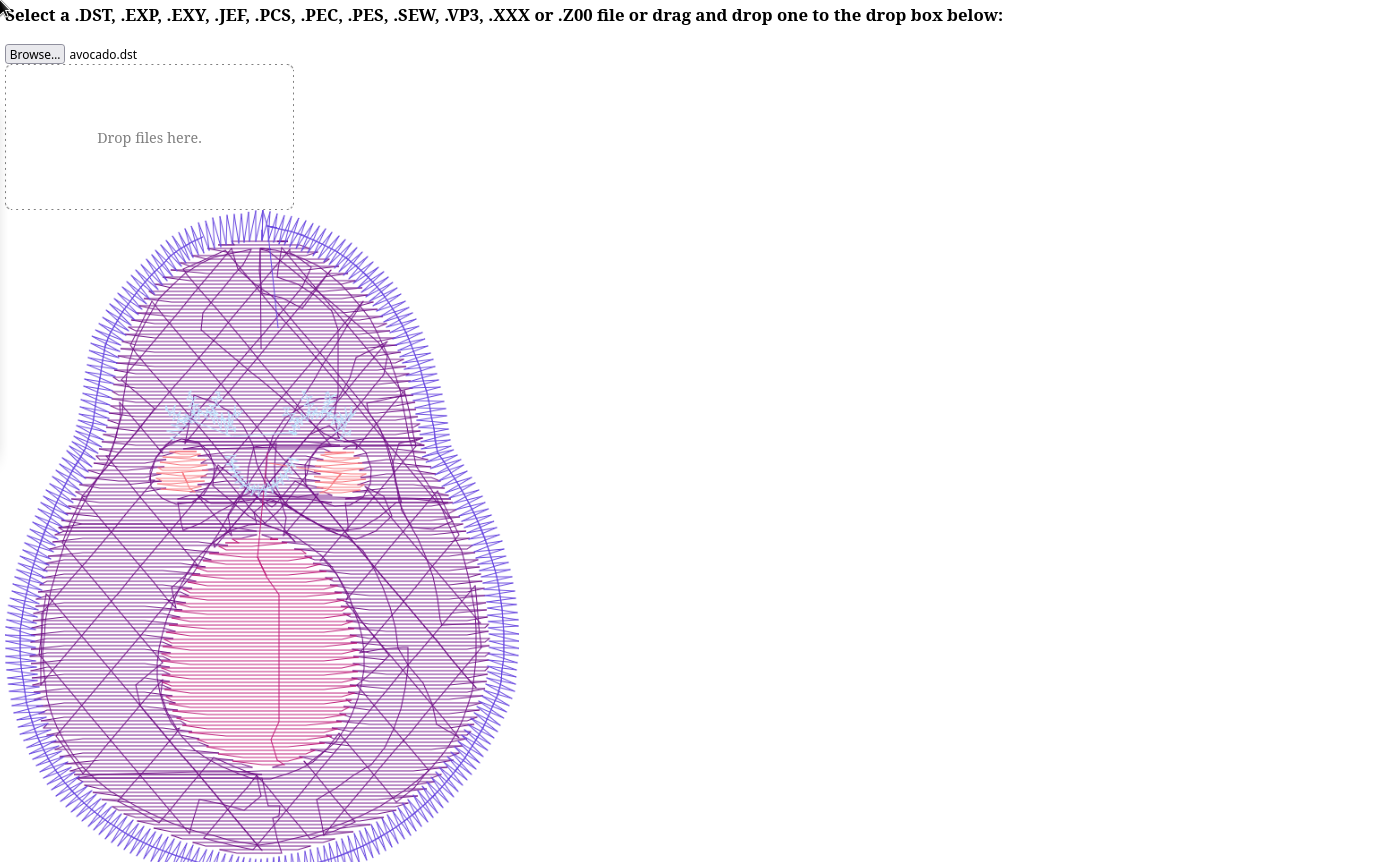 Select a .DST, .EXP, .EXY, .JEF, .PCS, .PEC, .PES, .SEW, .VP3, .XXX or .Z00 file or drag and drop one to the drop box below:
Browse... avocado.dst
Drop files here.